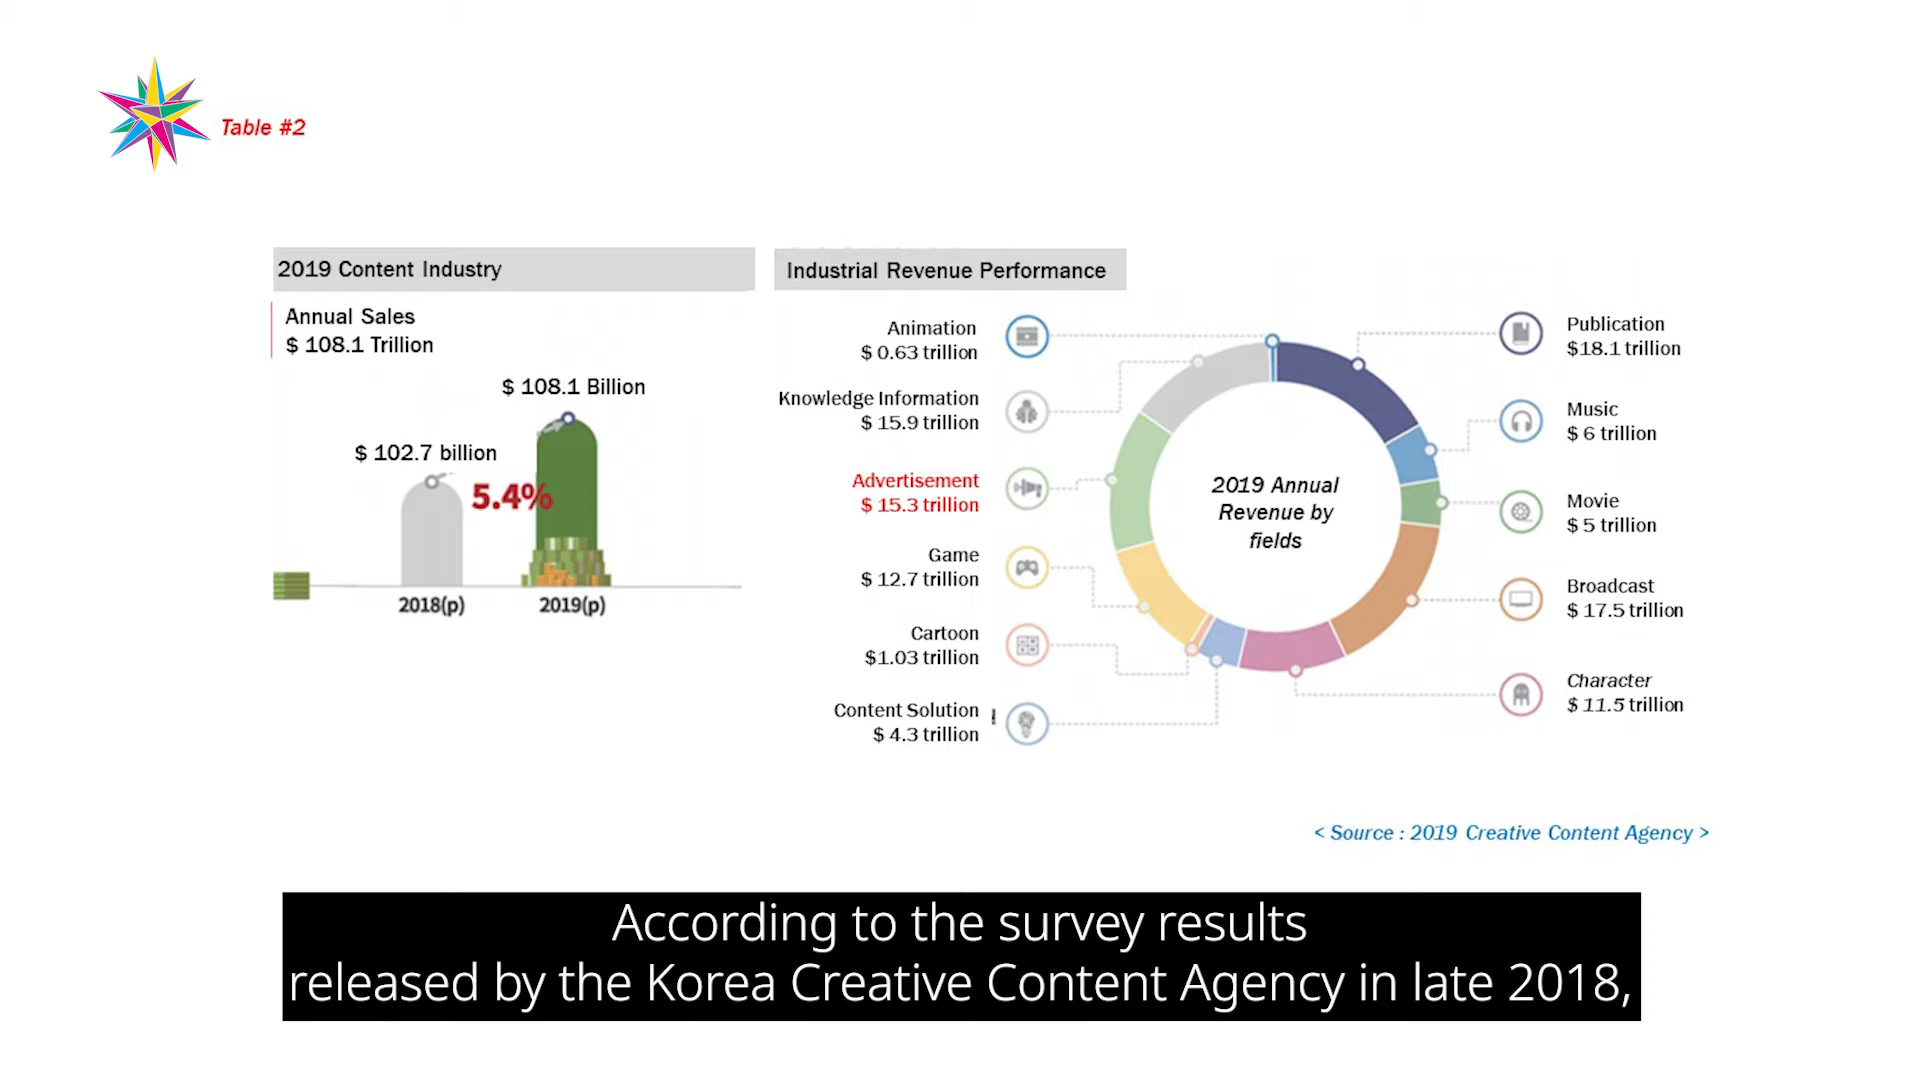 Table #2
2019 Content Industry
Annual Sales
$ 108.1 Trillion
$ 108.1 Billion
$ 102.7 billion
5.4%
2018(p)
2019(p)
Industrial Revenue Performance
Animation
$ 0.63 trillion
Knowledge Information
$ 15.9 trillion
Advertisement
$ 15.3 trillion
Game
$ 12.7 trillion
Cartoon
$1.03 trillion
Content Solution
$ 4.3 trillion
2019 Annual
Revenue by
fields
Publication
$18.1 trillion
Music
$ 6 trillion
Movie
$ 5 trillion
Broadcast
$ 17.5 trillion
Character
$ 11.5 trillion
< Source : 2019 Creative Content Agency >
According to the survey results
released by the Korea Creative Content Agency in late 2018,